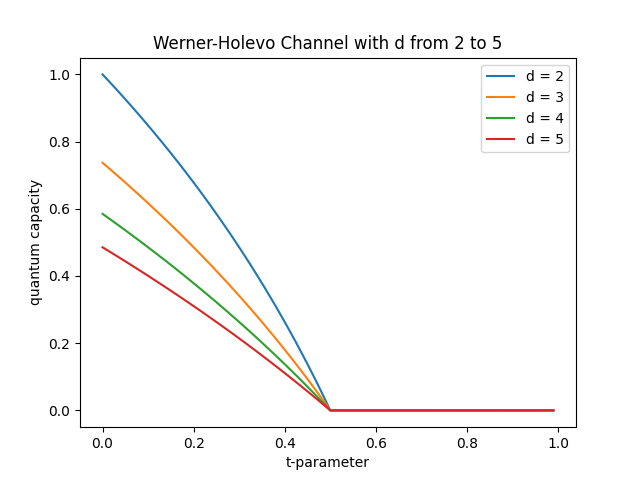 Werner-Holevo Channel with d from 2 to 5
d = 2
d = 3
d = 4
d = 5
quantum capacity
1.0
0.8
0.6
0.4
0.2
0.0
0.0 0.2 0.4 0.6 0.8 1.0
t-parameter